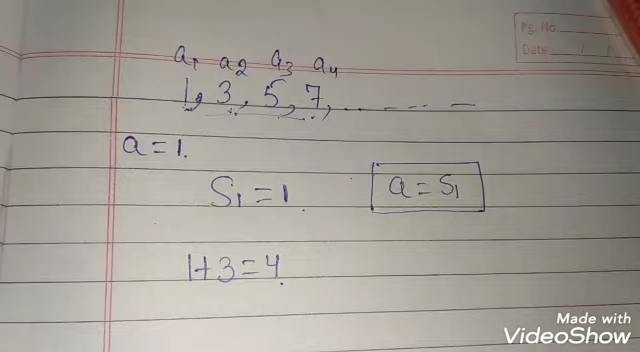 Pg. No.
Date / /
a1 a2 a3 a4
1, 3, 5, 7, ---
a = 1.
S1 = 1. a = S1
1 + 3 = 4.
Made with
VideoShow